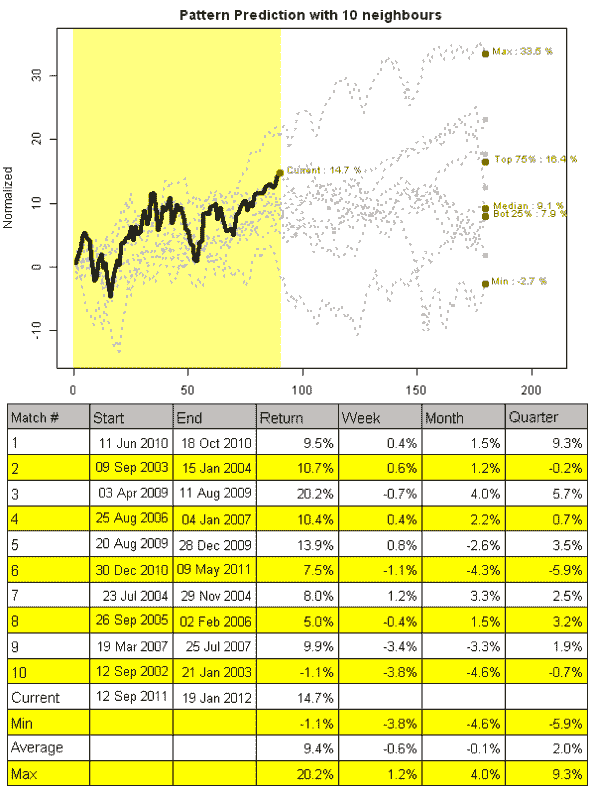 Pattern Prediction with 10 neighbours
Normalized
30
20
10
0
-10
Max : 33.5 %
Top 75% : 16.4 %
Current : 14.7 %
Median : 9.1 %
Bot 25% : 7.9 %
Min : -2.7 %
0 50 100 150 200
Match # Start End Return Week Month Quarter
1 11 Jun 2010 18 Oct 2010 9.5% 0.4% 1.5% 9.3%
2 09 Sep 2003 15 Jan 2004 10.7% 0.6% 1.2% -0.2%
3 03 Apr 2009 11 Aug 2009 20.2% -0.7% 4.0% 5.7%
4 25 Aug 2006 04 Jan 2007 10.4% 0.4% 2.2% 0.7%
5 20 Aug 2009 28 Dec 2009 13.9% 0.8% -2.6% 3.5%
6 30 Dec 2010 09 May 2011 7.5% -1.1% -4.3% -5.9%
7 23 Jul 2004 29 Nov 2004 8.0% 1.2% 3.3% 2.5%
8 26 Sep 2005 02 Feb 2006 5.0% -0.4% 1.5% 3.2%
9 19 Mar 2007 25 Jul 2007 9.9% -3.4% -3.3% 1.9%
10 12 Sep 2002 21 Jan 2003 -1.1% -3.8% -4.6% -0.7%
Current 12 Sep 2011 19 Jan 2012 14.7%
Min -1.1% -3.8% -4.6% -5.9%
Average 9.4% -0.6% -0.1% 2.0%
Max 20.2% 1.2% 4.0% 9.3%